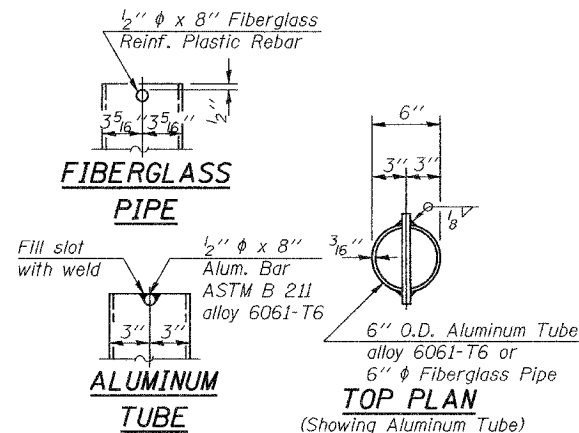 ½" ϕ x 8" Fiberglass
Reinf. Plastic Rebar
½"
3 5/16" 3 5/16"
FIBERGLASS
PIPE
Fill slot
with weld
½" ϕ x 8"
Alum. Bar
ASTM B 211
alloy 6061-T6
3" 3"
ALUMINUM
TUBE
6"
3" 3"
1/8
3/16"
6" O.D. Aluminum Tube
alloy 6061-T6 or
6" ϕ Fiberglass Pipe
TOP PLAN
(Showing Aluminum Tube)